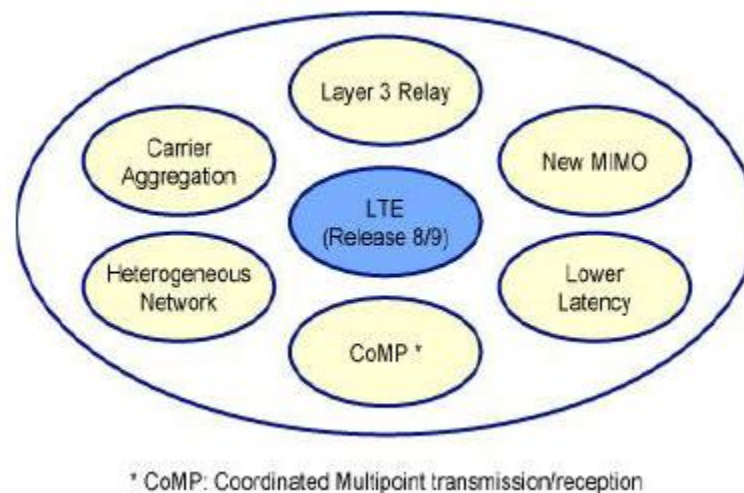 Layer 3 Relay
Carrier
Aggregation
New MIMO
LTE
(Release 8/9)
Heterogeneous
Network
Lower
Latency
CoMP *
* CoMP: Coordinated Multipoint transmission/reception